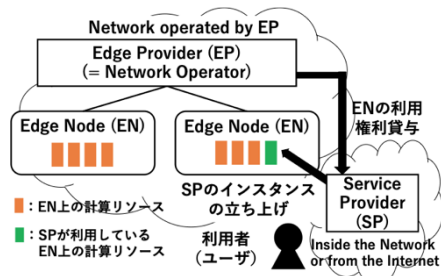 Network operated by EP
Edge Provider (EP)
(= Network Operator)
Edge Node (EN)
Edge Node (EN)
ENの利用
権利貸与
SPのインスタンス
の立ち上げ
：EN上の計算リソース
：SPが利用している
EN上の計算リソース
利用者
（ユーザ）
Service
Provider
(SP)
Inside the Network
or from the Internet